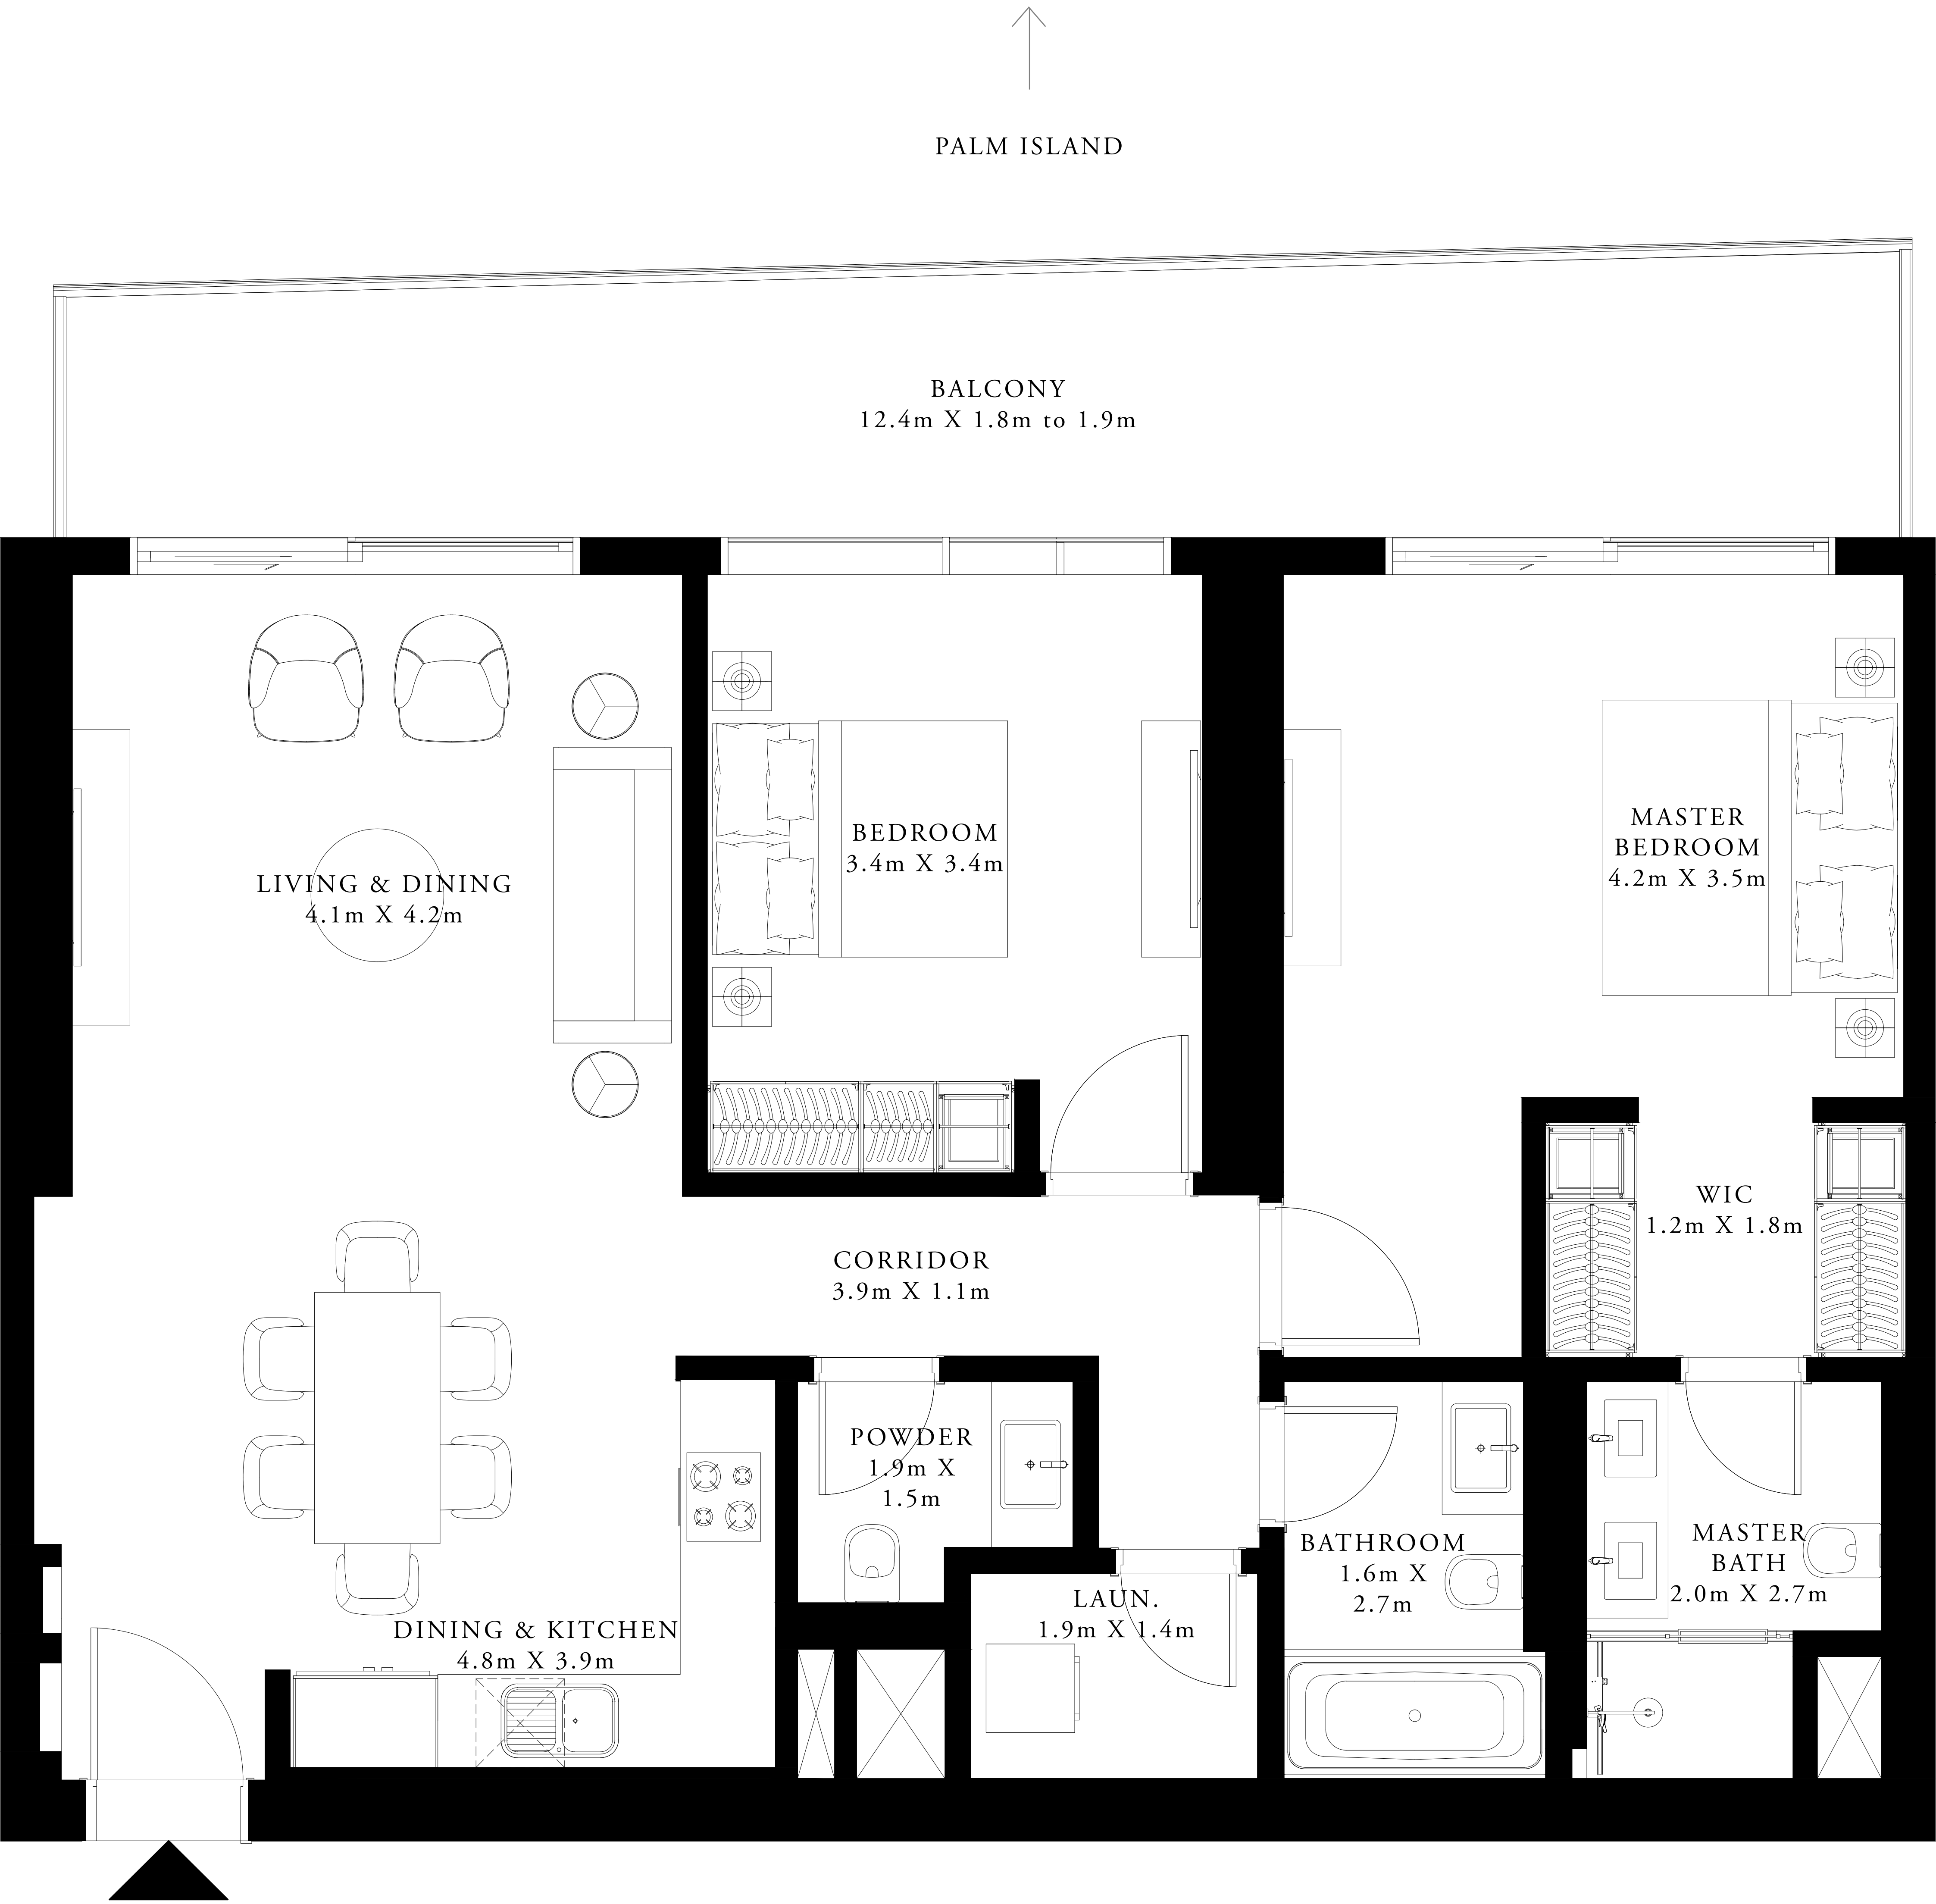 PALM ISLAND
BALCONY
12.4m X 1.8m to 1.9m
LIVING & DINING
4.1m X 4.2m
BEDROOM
3.4m X 3.4m
MASTER
BEDROOM
4.2m X 3.5m
WIC
1.2m X 1.8m
CORRIDOR
3.9m X 1.1m
POWDER
1.9m X
1.5m
DINING & KITCHEN
4.8m X 3.9m
LAUN.
1.9m X 1.4m
BATHROOM
1.6m X
2.7m
MASTER
BATH
2.0m X 2.7m